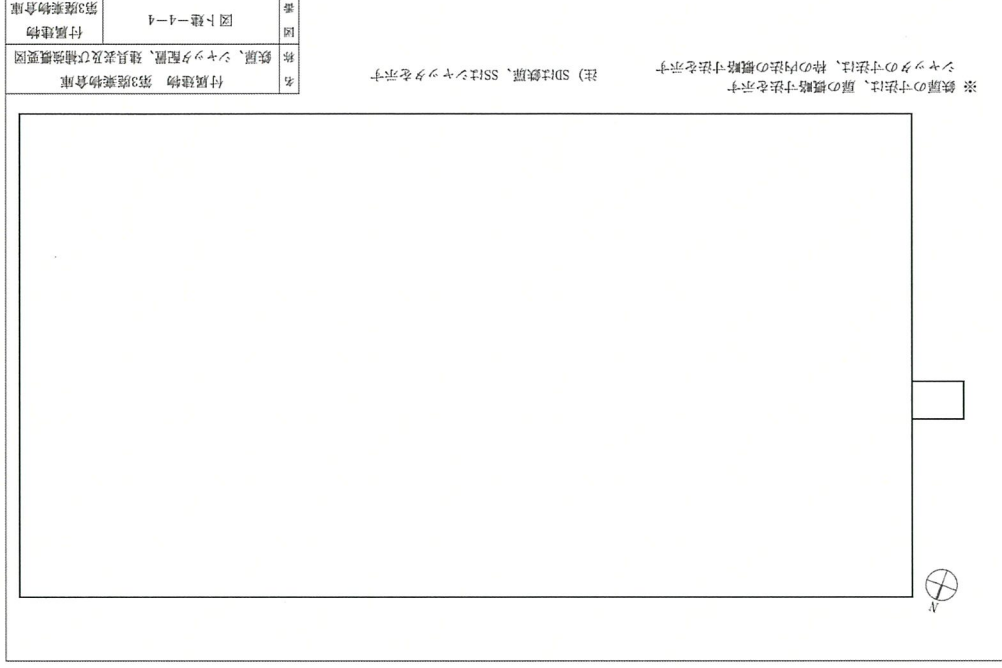 N
※ 鉄扉の寸法は、扉の概略寸法を示す
シャッタの寸法は、枠の内法の概略寸法を示す
注）SDは鉄扉、SSはシャッタを示す
名称 付属建物　第3廃棄物倉庫
鉄扉、シャッタ配置、建具表及び補強概要図
図番 図ト建-4-4 付属建物
第3廃棄物倉庫